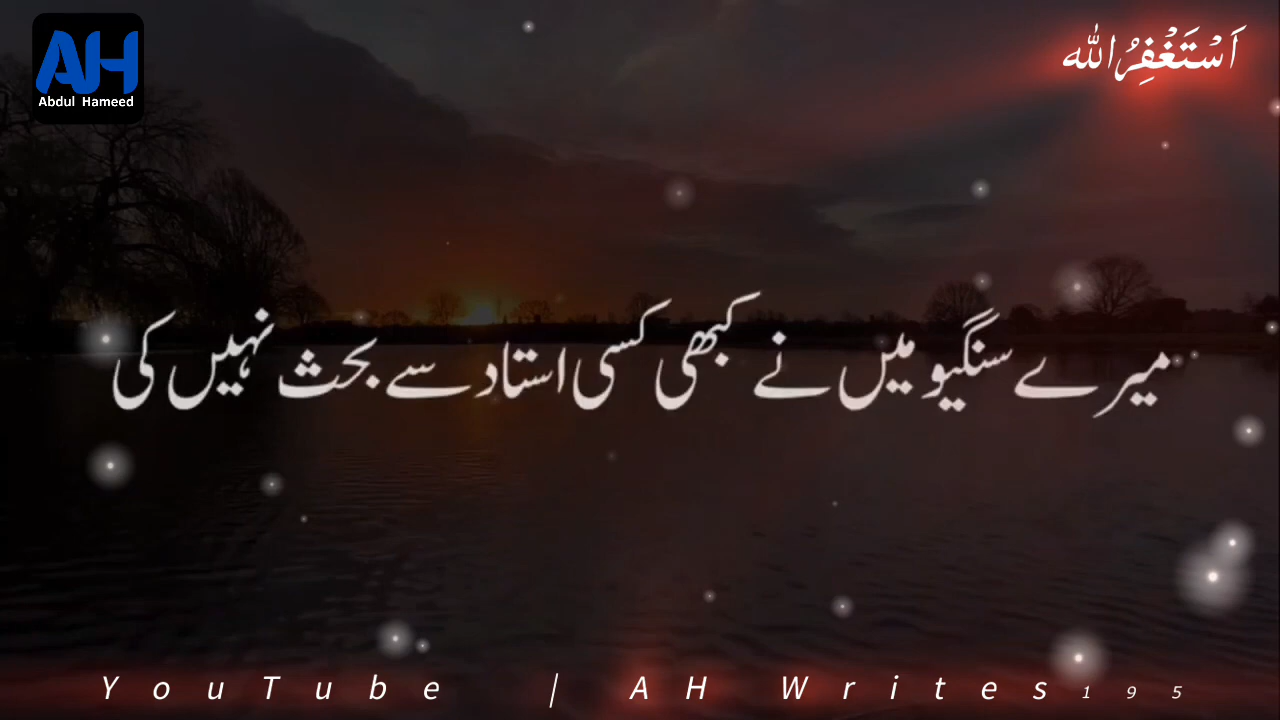 AH
Abdul Hameed
اَسْتَغْفِرُاللہ
میرے سنگیو میں نے کبھی کسی استاد سے بحث نہیں کی
YouTube | AH Writes195